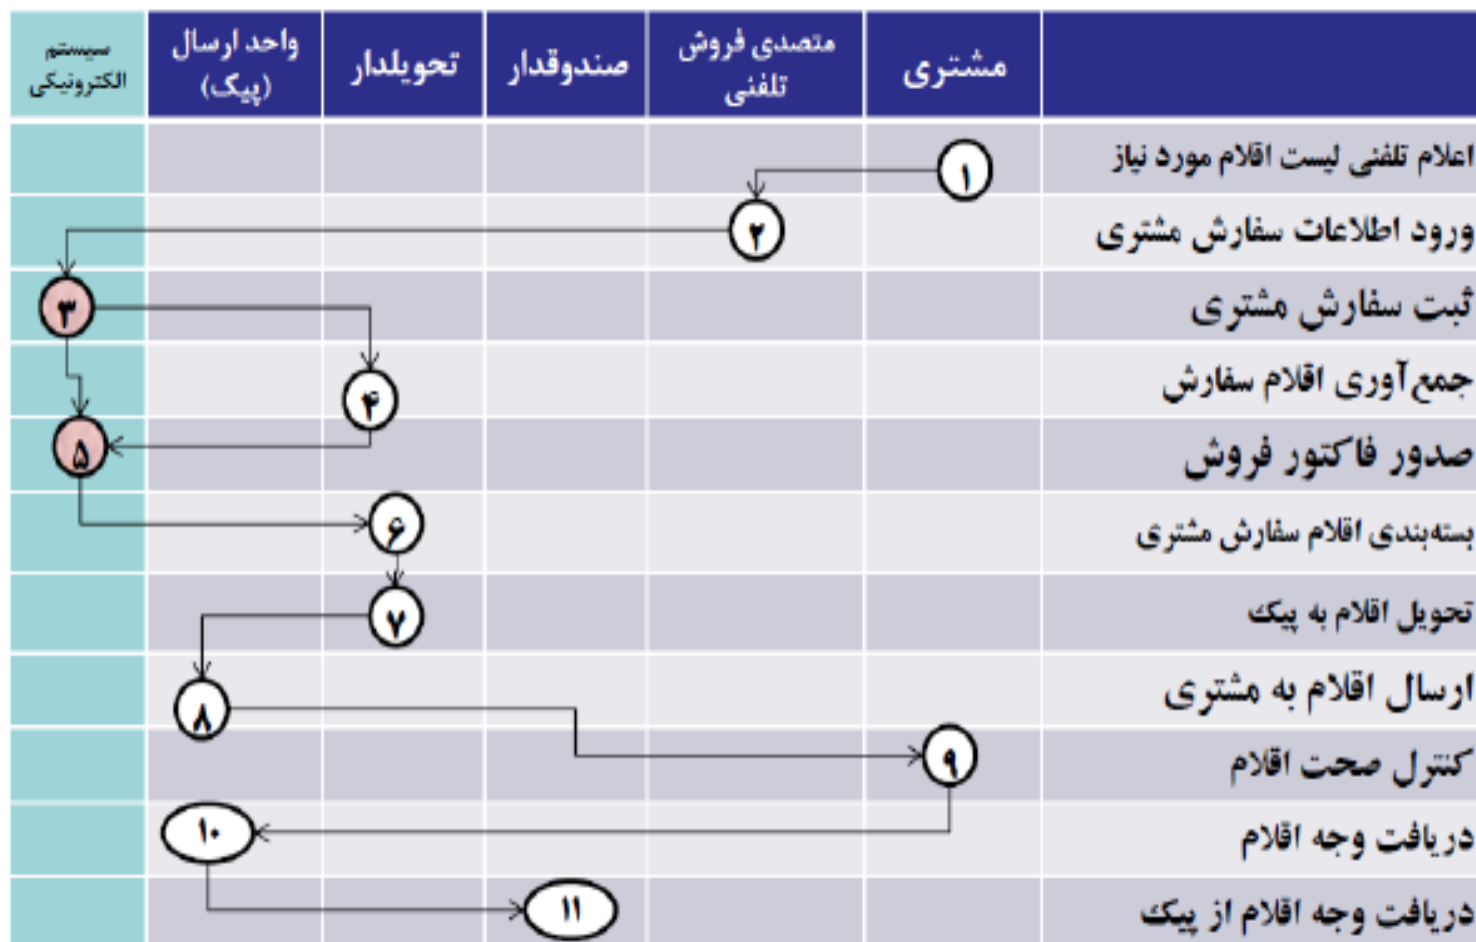 مشتری
متصدی فروش
تلفنی
صندوقدار
تحویلدار
واحد ارسال
(پیک)
سیستم
الکترونیکی
اعلام تلفنی لیست اقلام مورد نیاز
۱
ورود اطلاعات سفارش مشتری
۲
ثبت سفارش مشتری
۳
جمع‌آوری اقلام سفارش
۴
صدور فاکتور فروش
۵
بسته‌بندی اقلام سفارش مشتری
۶
تحویل اقلام به پیک
۷
ارسال اقلام به مشتری
۸
کنترل صحت اقلام
۹
دریافت وجه اقلام
۱۰
دریافت وجه اقلام از پیک
۱۱